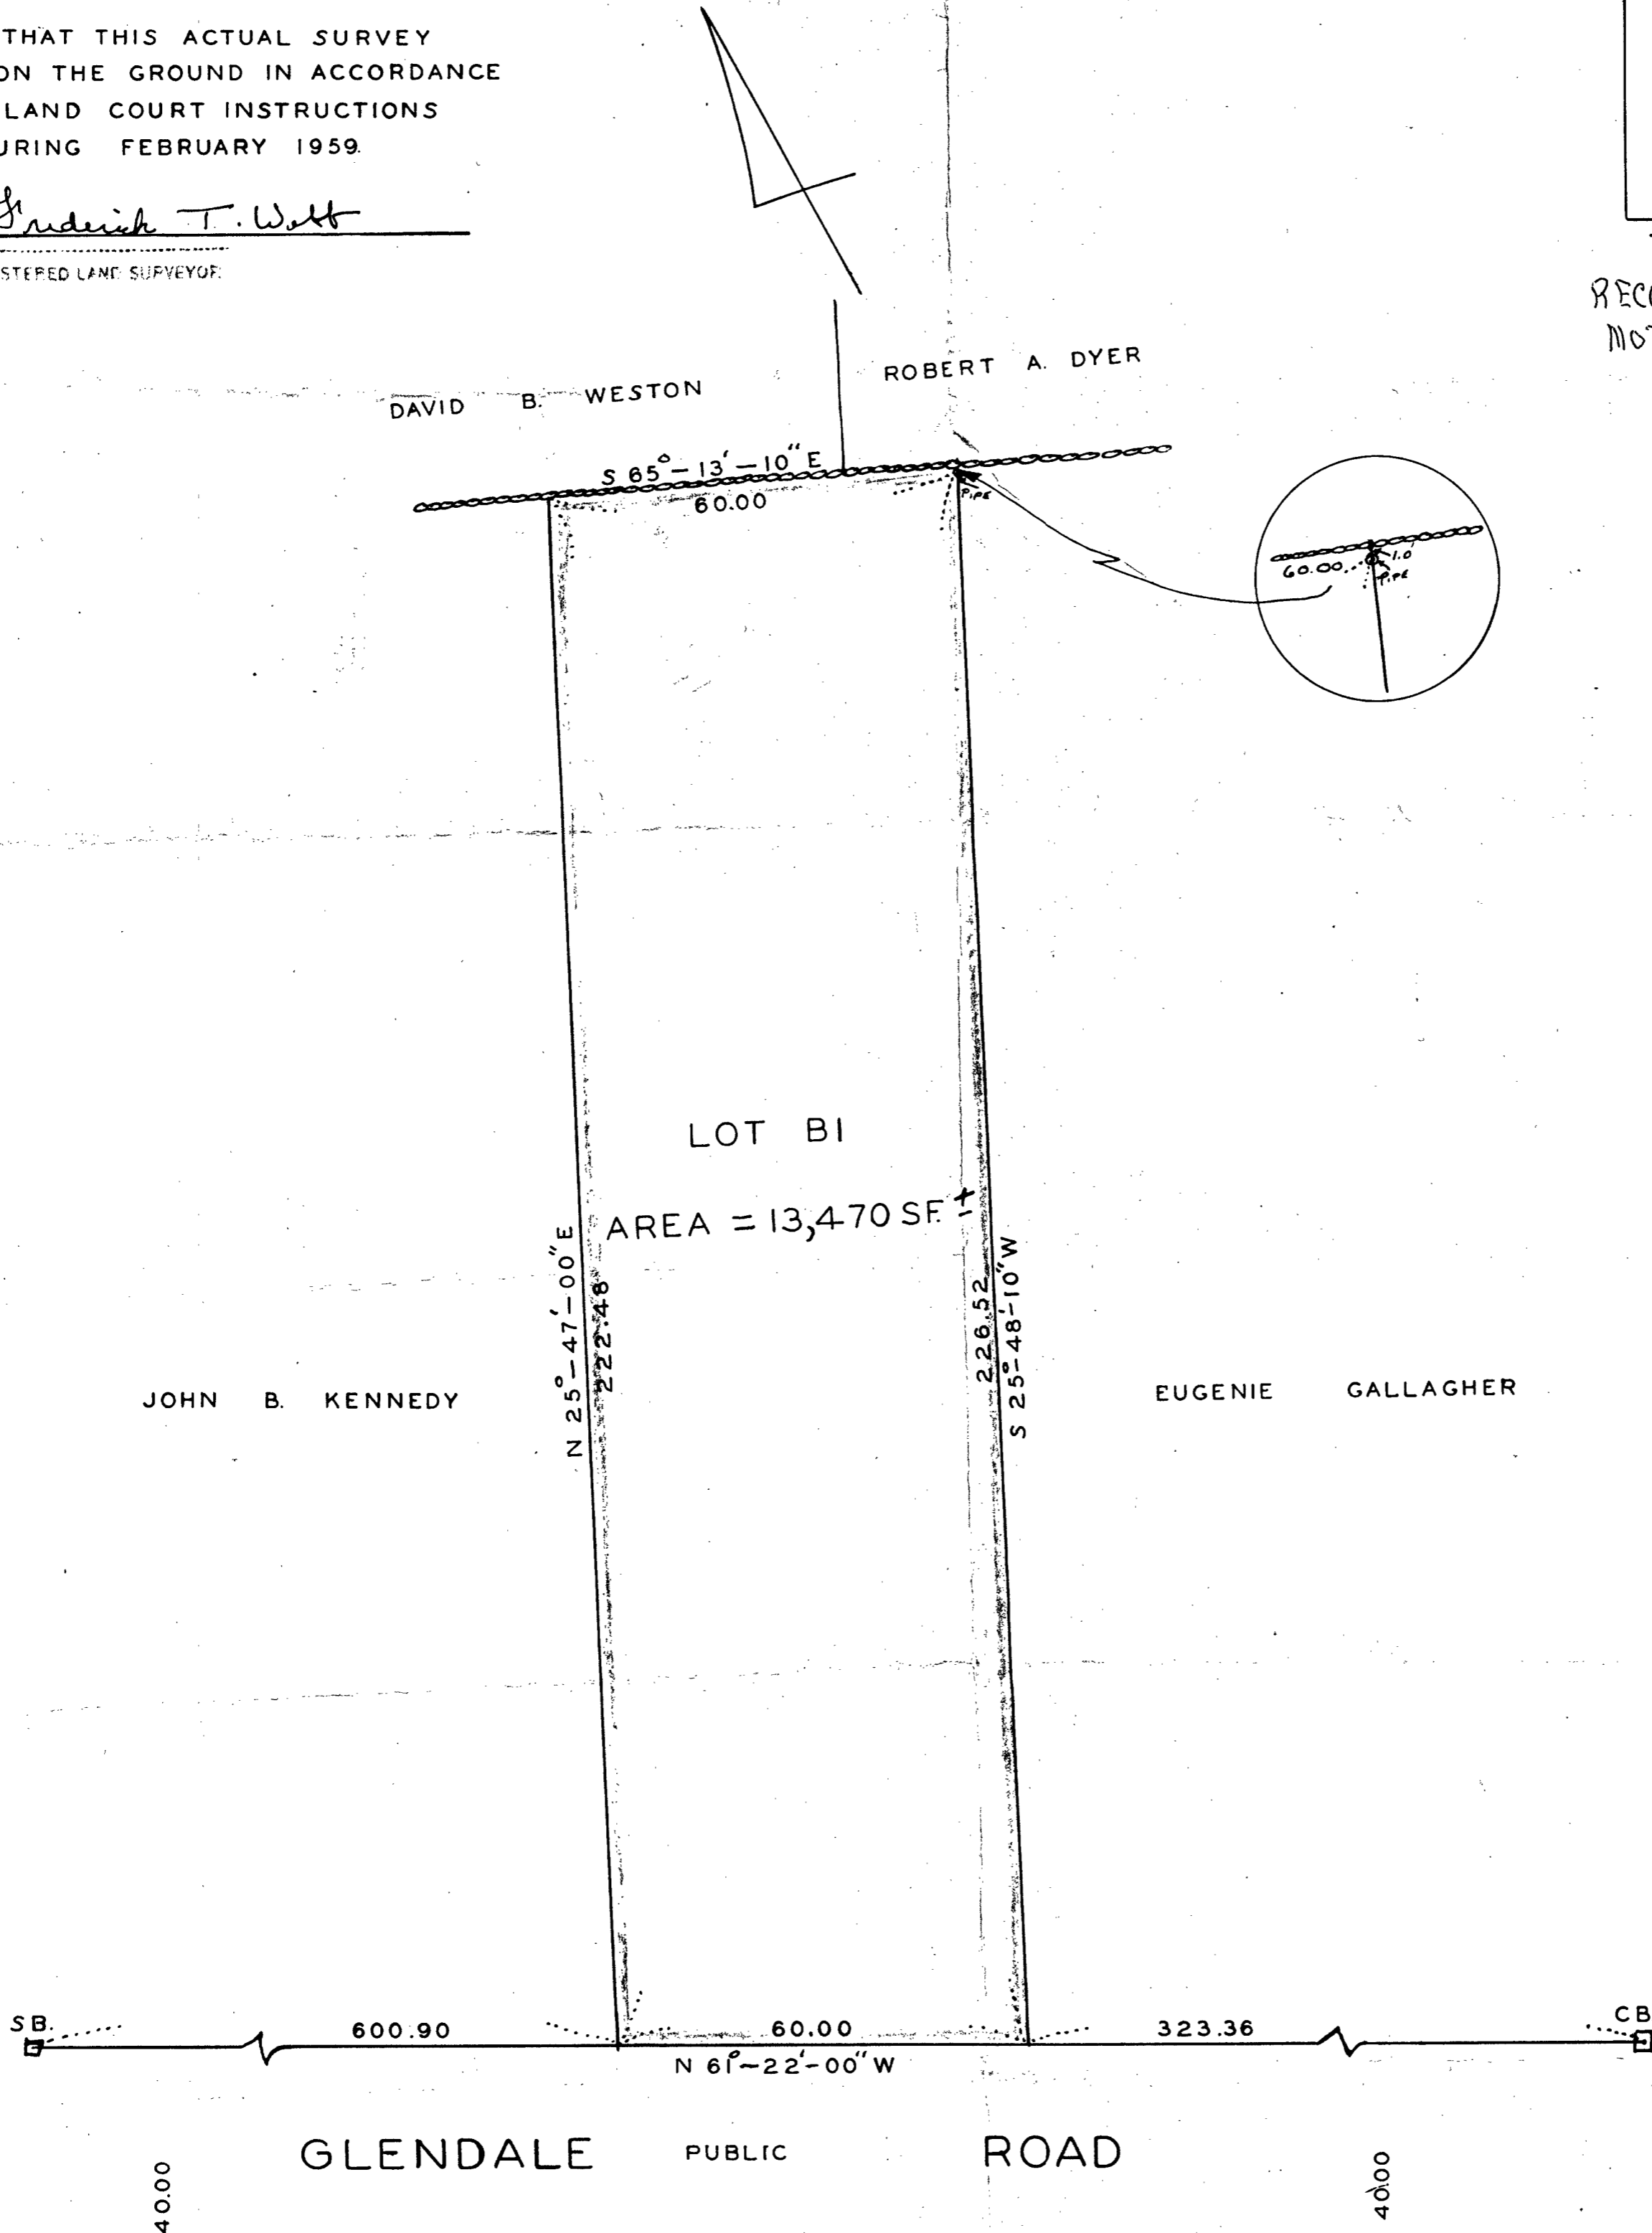 THAT THIS ACTUAL SURVEY
ON THE GROUND IN ACCORDANCE
LAND COURT INSTRUCTIONS
URING FEBRUARY 1959.
Frederick T. Webb
STERED LAND SURVEYOR.
RECO
NOT
DAVID B. WESTON
ROBERT A. DYER
S 65°-13'-10" E
60.00
PIPE
1.0'
60.00
PIPE
LOT B1
AREA = 13,470 S.F. ±
N 25°-47'-00" E
222.48
226.52
S 25°-48'-10" W
JOHN B. KENNEDY
EUGENIE GALLAGHER
SB.
600.90
60.00
323.36
CB
N 61°-22'-00" W
GLENDALE PUBLIC ROAD
40.00
40.00